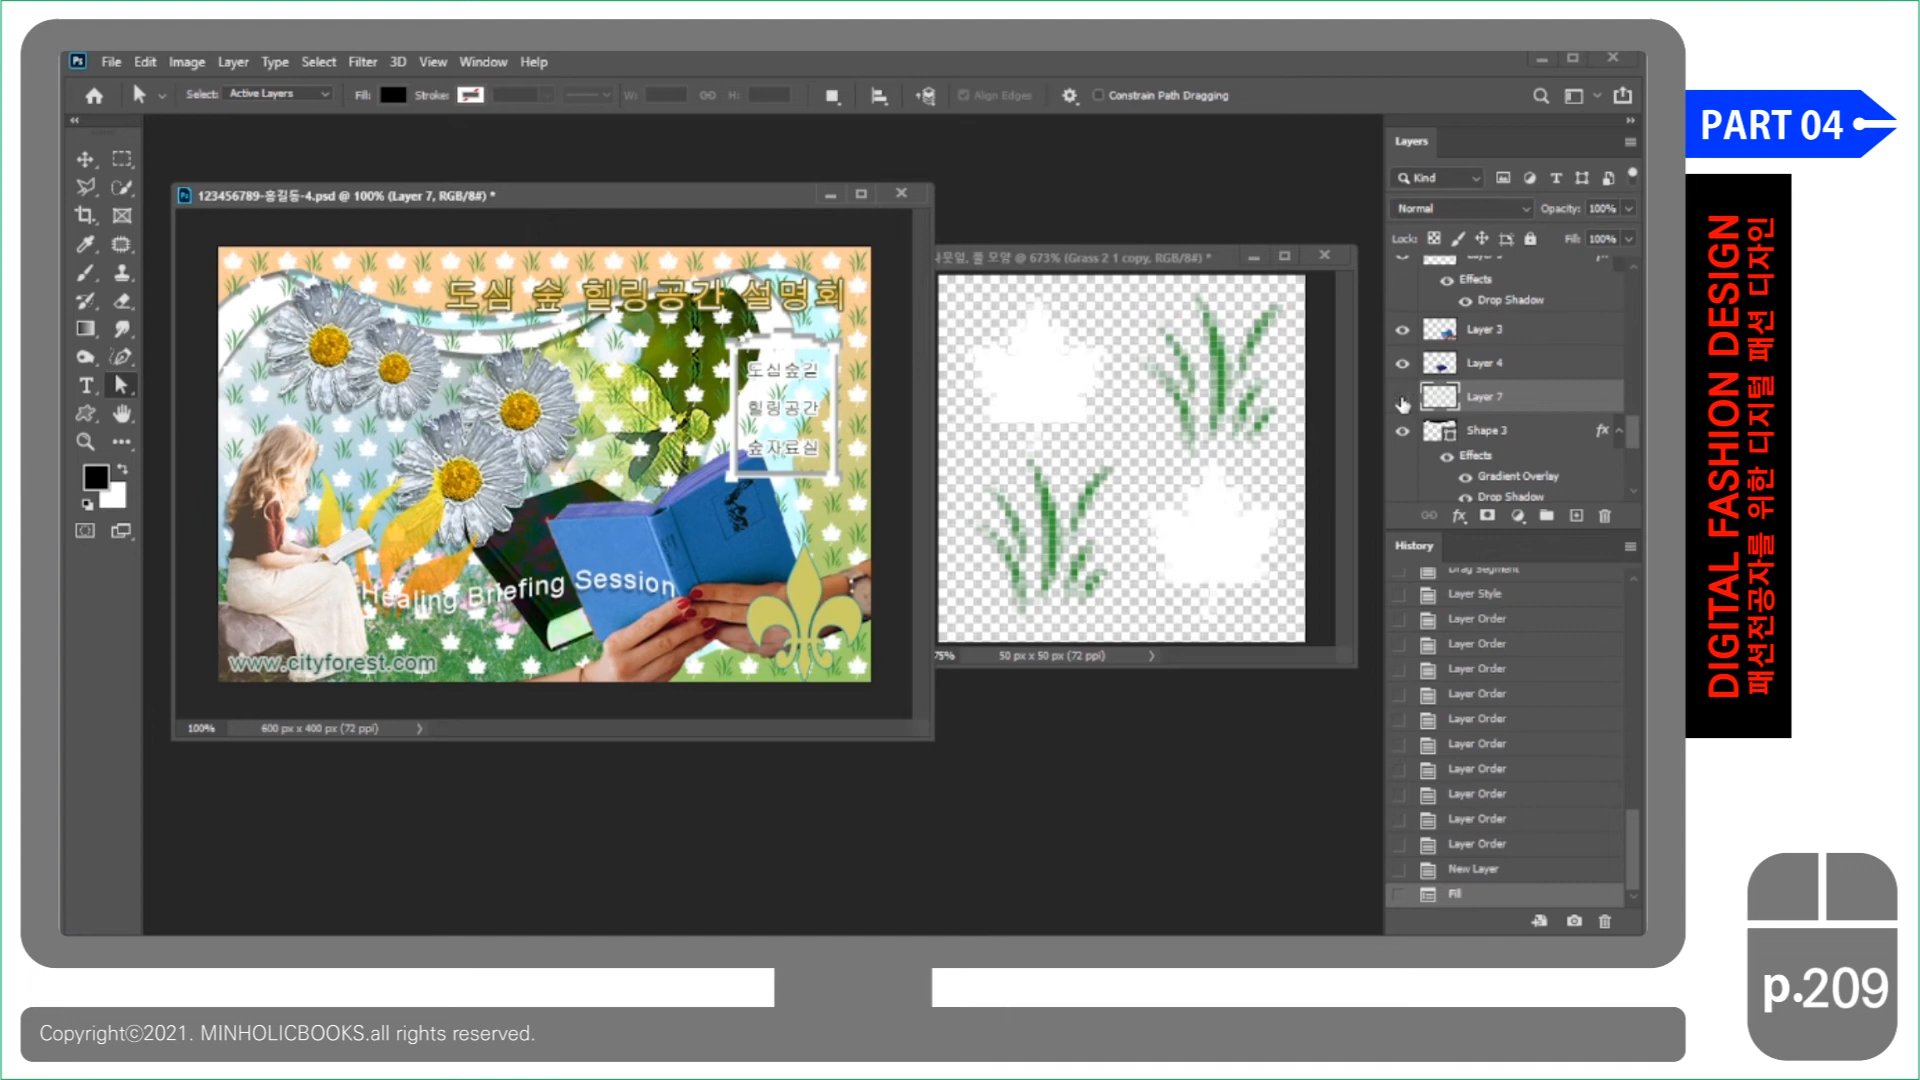 File Edit Image Layer Type Select Filter 3D View Window Help
Select: Active Layers Fill: Stroke: W: H: Align Edges Constrain Path Dragging
PART 04
DIGITAL FASHION DESIGN
패션전공자를 위한 디지털 패션 디자인
123456789-홍길동-4.psd @ 100% (Layer 7, RGB/8#) *
도심 숲 힐링공간 설명회
도심숲길
힐링공간
숲자료실
Healing Briefing Session
www.cityforest.com
100% 600 px x 400 px (72 ppi)
풀 모양 @ 673% (Grass 2 1 copy, RGB/8#) *
50 px x 50 px (72 ppi)
Layers
Kind
Normal Opacity: 100%
Lock: Fill: 100%
Effects
Drop Shadow
Layer 3
Layer 4
Layer 7
Shape 3 fx
Effects
Gradient Overlay
Drop Shadow
fx
History
Drag Segment
Layer Style
Layer Order
Layer Order
Layer Order
Layer Order
Layer Order
Layer Order
Layer Order
Layer Order
Layer Order
Layer Order
New Layer
Fill
p.209
Copyrightⓒ2021. MINHOLICBOOKS.all rights reserved.